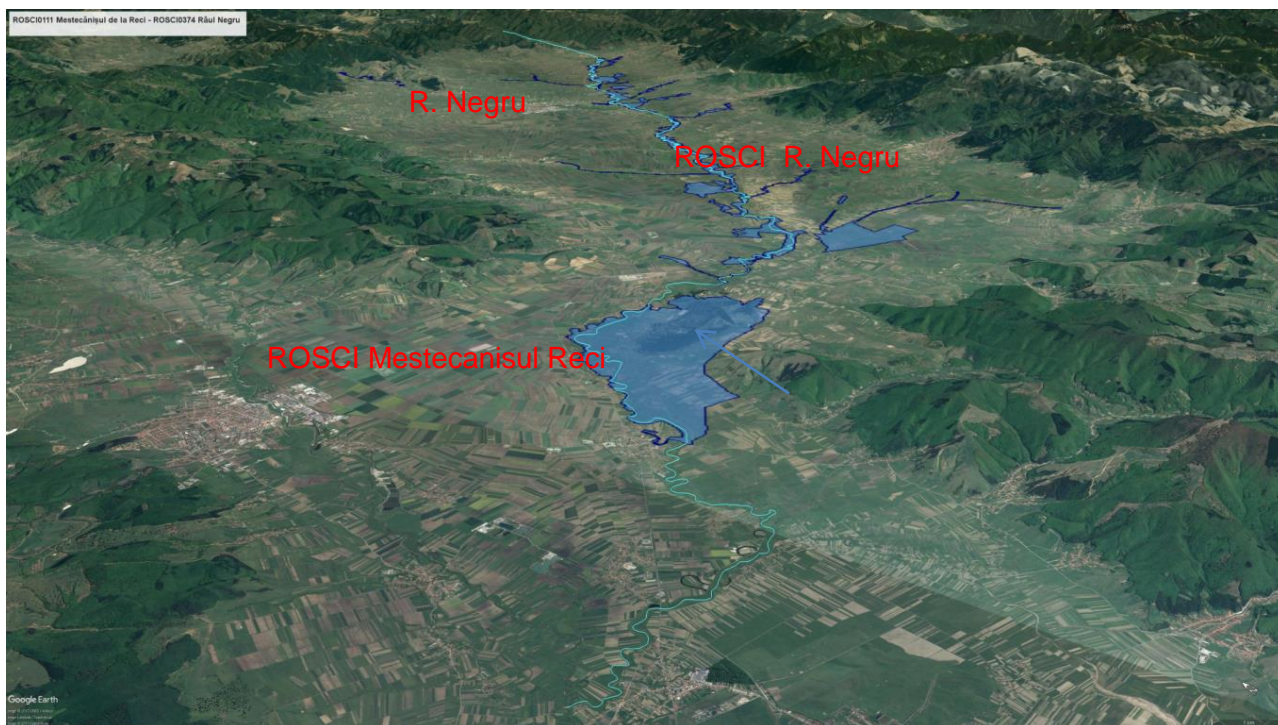 ROSCI0111 Mestecănișul de la Reci - ROSCI0374 Râul Negru
R. Negru
ROSCI R. Negru
ROSCI Mestecanisul Reci
Google Earth